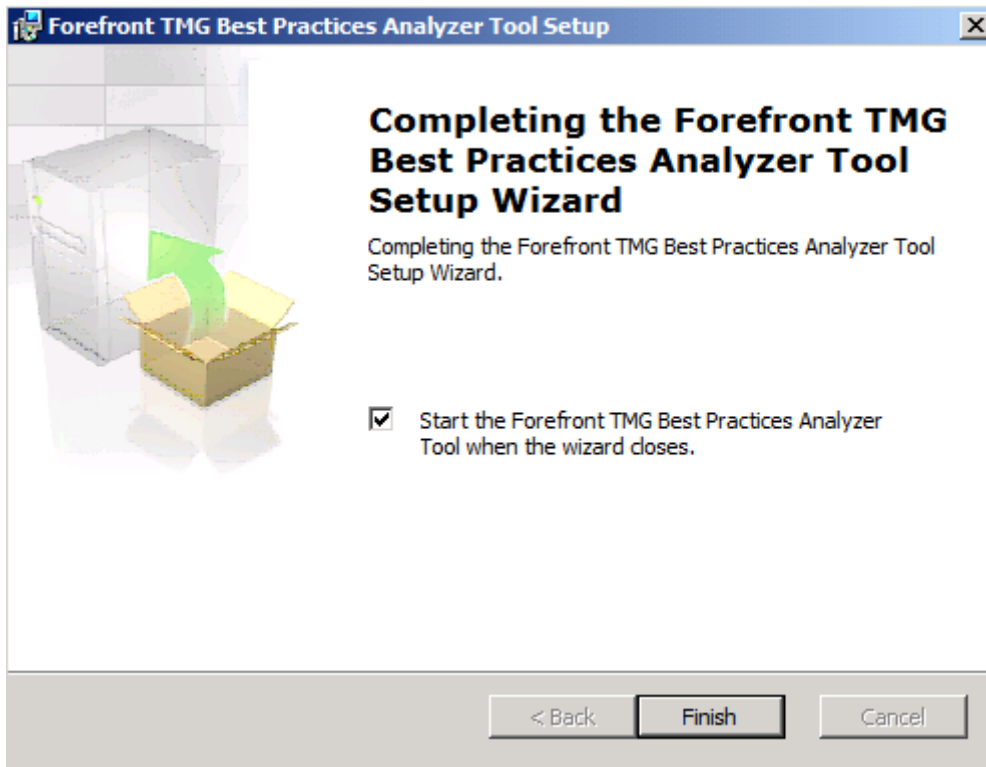 Forefront TMG Best Practices Analyzer Tool Setup
Completing the Forefront TMG
Best Practices Analyzer Tool
Setup Wizard
Completing the Forefront TMG Best Practices Analyzer Tool
Setup Wizard.
Start the Forefront TMG Best Practices Analyzer
Tool when the wizard closes.
< Back
Finish
Cancel